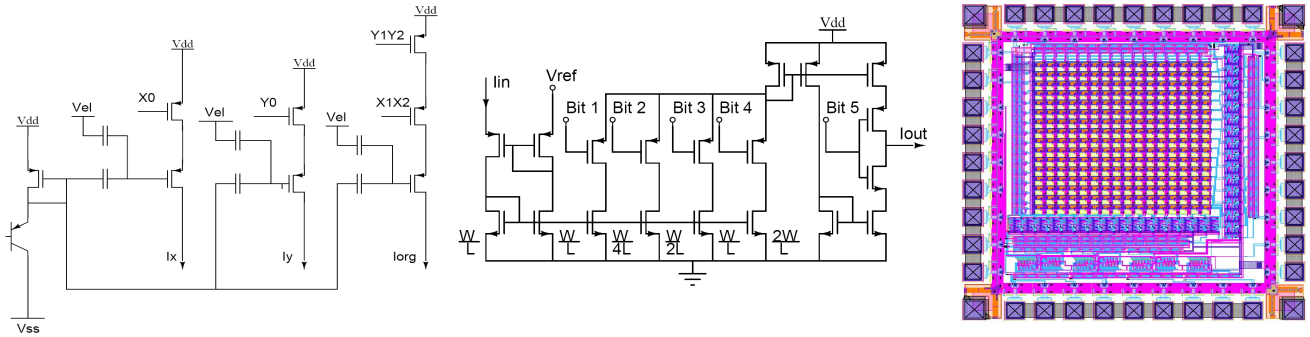 Vdd
Y1Y2
Vdd
Vdd
X0
Y0
X1X2
Vel
Vel
Vel
Vdd
Ix
Iy
Iorg
Vss
Vdd
Iin
Vref
Bit 1
Bit 2
Bit 3
Bit 4
Bit 5
Iout
W/L
W/L
W/4L
W/2L
W/L
2W/L